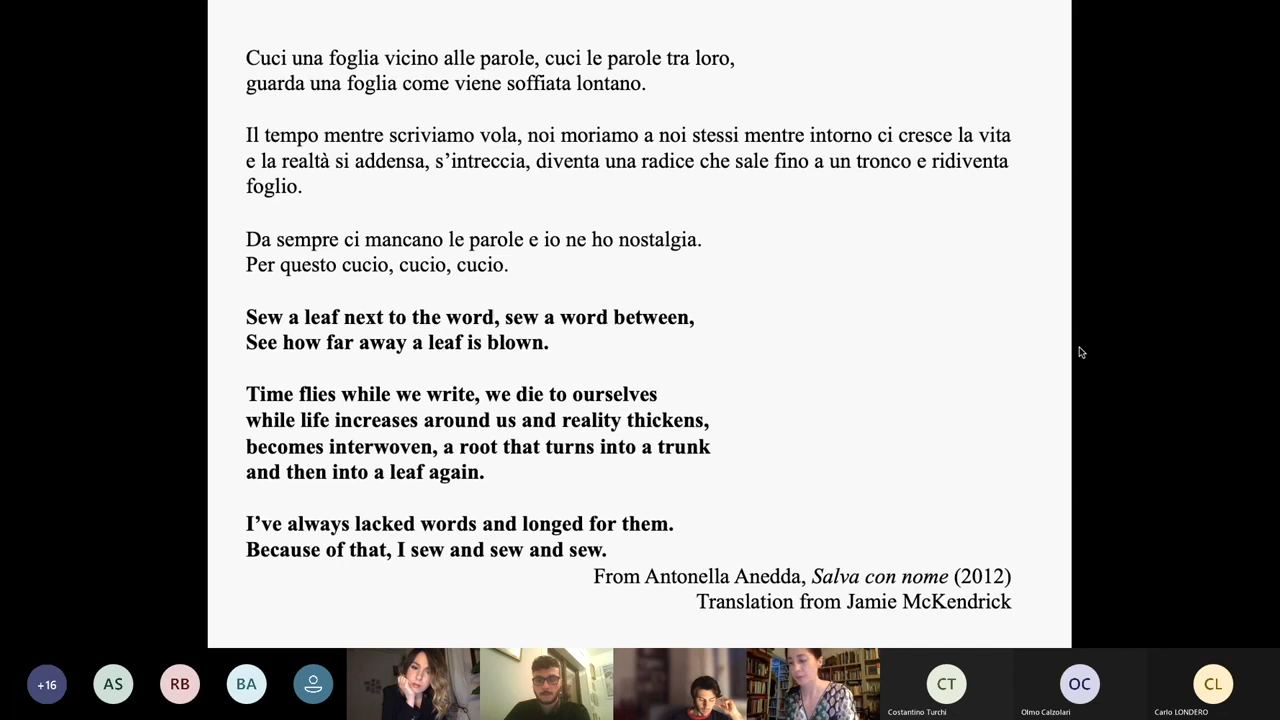 Cuci una foglia vicino alle parole, cuci le parole tra loro,
guarda una foglia come viene soffiata lontano.
Il tempo mentre scriviamo vola, noi moriamo a noi stessi mentre intorno ci cresce la vita
e la realtà si addensa, s’intreccia, diventa una radice che sale fino a un tronco e ridiventa
foglio.
Da sempre ci mancano le parole e io ne ho nostalgia.
Per questo cucio, cucio, cucio.
Sew a leaf next to the word, sew a word between,
See how far away a leaf is blown.
Time flies while we write, we die to ourselves
while life increases around us and reality thickens,
becomes interwoven, a root that turns into a trunk
and then into a leaf again.
I’ve always lacked words and longed for them.
Because of that, I sew and sew and sew.
From Antonella Anedda, Salva con nome (2012)
Translation from Jamie McKendrick
+16
AS
RB
BA
CT
OC
CL
Costantino Turchi
Olmo Calzolari
Carlo LONDERO